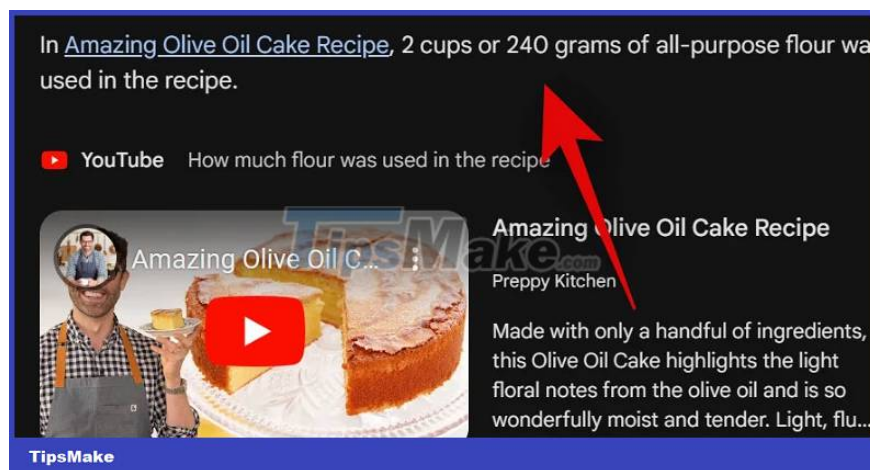 In Amazing Olive Oil Cake Recipe, 2 cups or 240 grams of all-purpose flour wa
used in the recipe.
YouTube How much flour was used in the recipe
Amazing Olive Oil C...
Amazing Olive Oil Cake Recipe
Preppy Kitchen
Made with only a handful of ingredients,
this Olive Oil Cake highlights the light
floral notes from the olive oil and is so
wonderfully moist and tender. Light, flu...
TipsMake.com
TipsMake